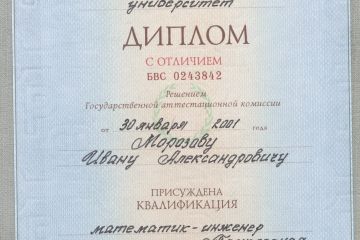 университет
ДИПЛОМ
С ОТЛИЧИЕМ
БВС 0243842
Решением
Государственной аттестационной комиссии
от 30 января 2001 года
Морозову
Ивану Александровичу
ПРИСУЖДЕНА
КВАЛИФИКАЦИЯ
математик-инженер